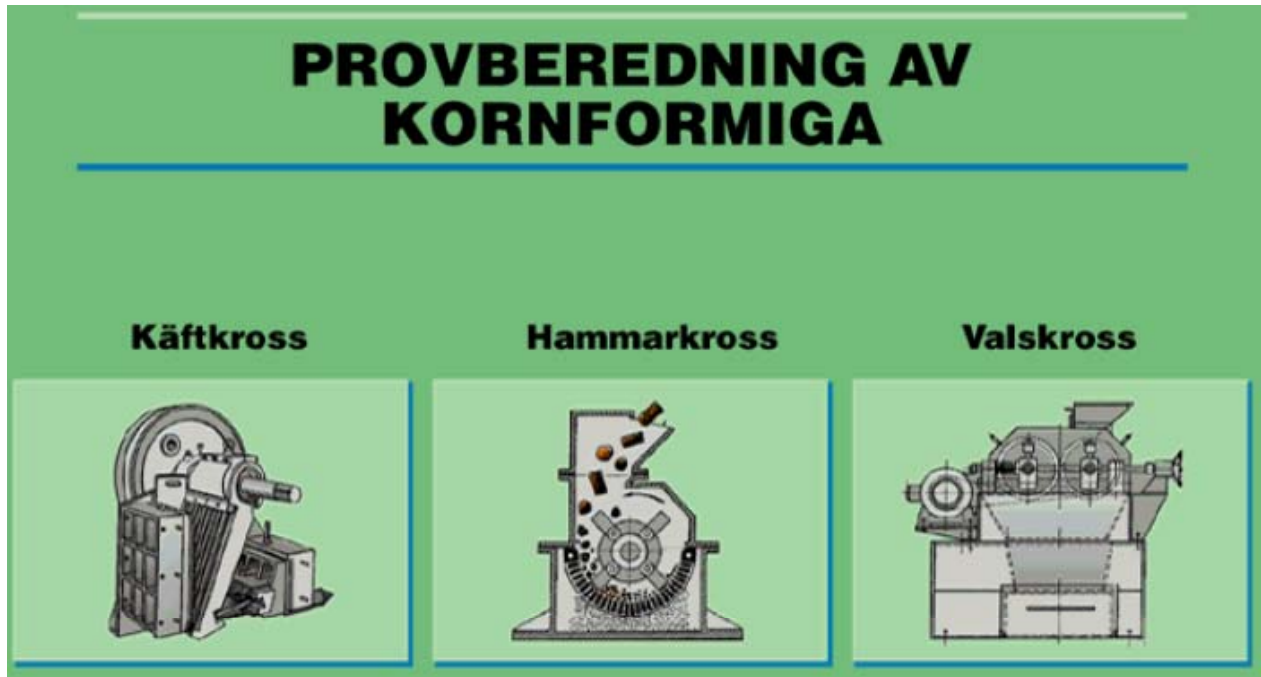 PROVBEREDNING AV
KORNFORMIGA
Käftkross
Hammarkross
Valskross